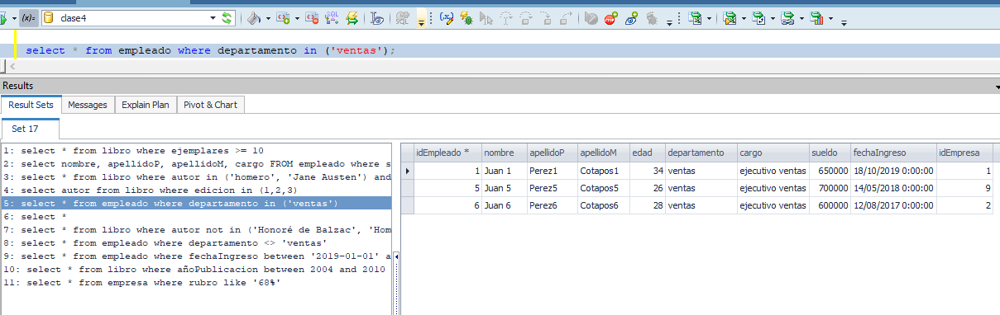 (x)= clase4
SQL
select * from empleado where departamento in ('ventas');
Results
Result Sets Messages Explain Plan Pivot & Chart
Set 17
1: select * from libro where ejemplares >= 10
2: select nombre, apellidoP, apellidoM, cargo FROM empleado where s
3: select * from libro where autor in ('homero', 'Jane Austen') and
4: select autor from libro where edicion in (1,2,3)
5: select * from empleado where departamento in ('ventas')
6: select *
7: select * from libro where autor not in ('Honoré de Balzac', 'Hom
8: select * from empleado where departamento <> 'ventas'
9: select * from empleado where fechaIngreso between '2019-01-01' a
10: select * from libro where añoPublicacion between 2004 and 2010
11: select * from empresa where rubro like '68%'
idEmpleado * nombre apellidoP apellidoM edad departamento cargo sueldo fechaIngreso idEmpresa
1 Juan 1 Perez1 Cotapos1 34 ventas ejecutivo ventas 650000 18/10/2019 0:00:00 1
5 Juan 5 Perez5 Cotapos5 26 ventas ejecutivo ventas 700000 14/05/2018 0:00:00 9
6 Juan 6 Perez6 Cotapos6 28 ventas ejecutivo ventas 600000 12/08/2017 0:00:00 2